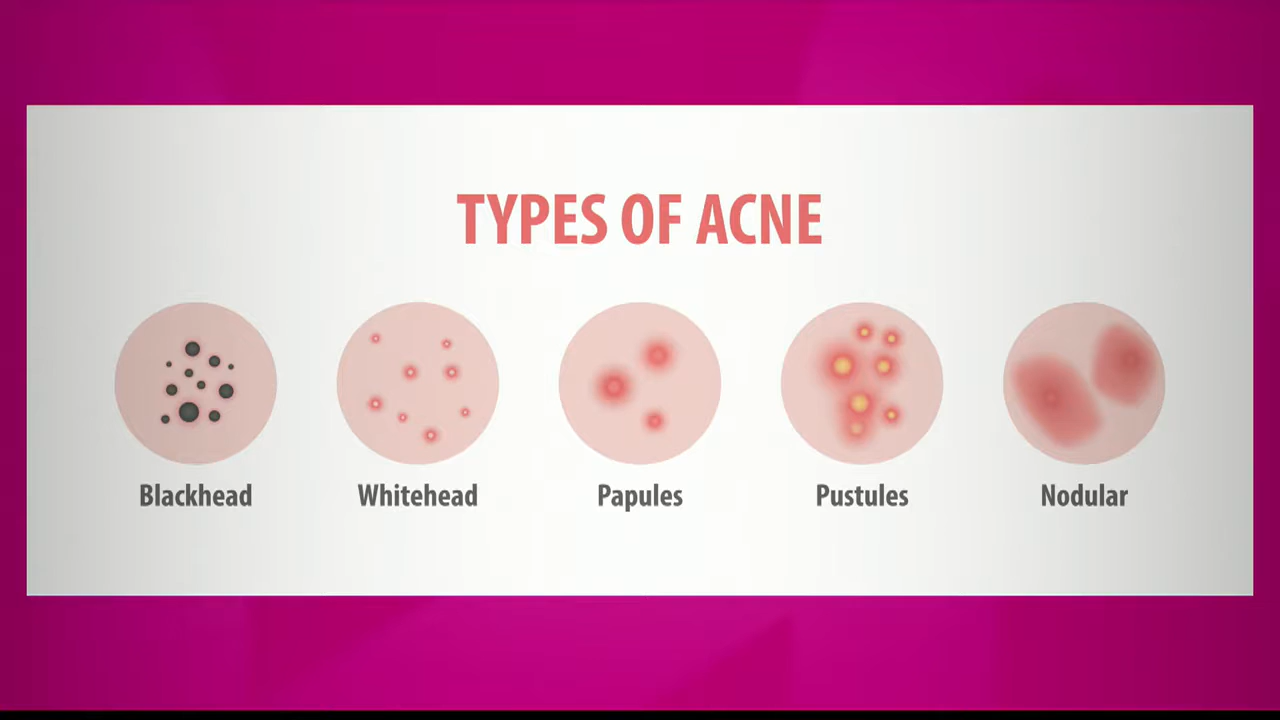 TYPES OF ACNE
Blackhead
Whitehead
Papules
Pustules
Nodular